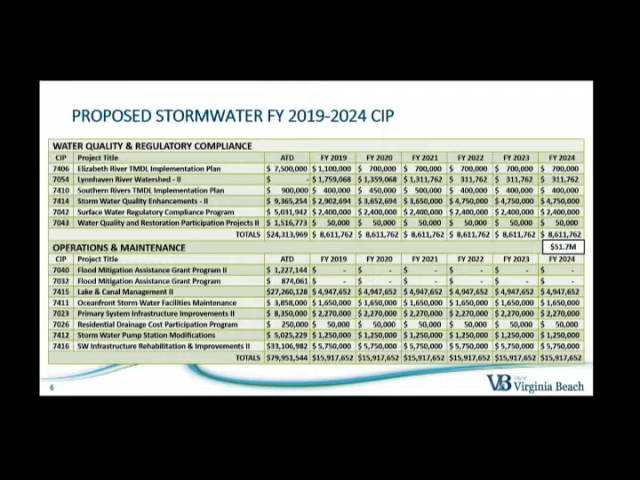 PROPOSED STORMWATER FY 2019-2024 CIP
WATER QUALITY & REGULATORY COMPLIANCE
CIP Project Title ATD FY 2019 FY 2020 FY 2021 FY 2022 FY 2023 FY 2024
7406 Elizabeth River TMDL Implementation Plan $ 7,500,000 $ 1,100,000 $ 700,000 $ 700,000 $ 700,000 $ 700,000 $ 700,000
7054 Lynnhaven River Watershed - II $ - $ 1,759,068 $ 1,359,068 $ 1,311,762 $ 311,762 $ 311,762 $ 311,762
7410 Southern Rivers TMDL Implementation Plan $ 900,000 $ 400,000 $ 450,000 $ 500,000 $ 400,000 $ 400,000 $ 400,000
7414 Storm Water Quality Enhancements - II $ 9,365,254 $ 2,902,694 $ 3,652,694 $ 3,650,000 $ 4,750,000 $ 4,750,000 $ 4,750,000
7042 Surface Water Regulatory Compliance Program $ 5,031,942 $ 2,400,000 $ 2,400,000 $ 2,400,000 $ 2,400,000 $ 2,400,000 $ 2,400,000
7043 Water Quality and Restoration Participation Projects II $ 1,516,773 $ 50,000 $ 50,000 $ 50,000 $ 50,000 $ 50,000 $ 50,000
TOTALS $24,313,969 $ 8,611,762 $ 8,611,762 $ 8,611,762 $ 8,611,762 $ 8,611,762 $ 8,611,762
$51.7M
OPERATIONS & MAINTENANCE
CIP Project Title ATD FY 2019 FY 2020 FY 2021 FY 2022 FY 2023 FY 2024
7040 Flood Mitigation Assistance Grant Program II $ 1,227,144 $ - $ - $ - $ - $ - $ -
7032 Flood Mitigation Assistance Grant Program $ 874,061 $ - $ - $ - $ - $ - $ -
7415 Lake & Canal Management II $27,260,128 $ 4,947,652 $ 4,947,652 $ 4,947,652 $ 4,947,652 $ 4,947,652 $ 4,947,652
7411 Oceanfront Storm Water Facilities Maintenance $ 3,858,000 $ 1,650,000 $ 1,650,000 $ 1,650,000 $ 1,650,000 $ 1,650,000 $ 1,650,000
7023 Primary System Infrastructure Improvements II $ 8,350,000 $ 2,270,000 $ 2,270,000 $ 2,270,000 $ 2,270,000 $ 2,270,000 $ 2,270,000
7026 Residential Drainage Cost Participation Program $ 250,000 $ 50,000 $ 50,000 $ 50,000 $ 50,000 $ 50,000 $ 50,000
7412 Storm Water Pump Station Modifications $ 5,025,229 $ 1,250,000 $ 1,250,000 $ 1,250,000 $ 1,250,000 $ 1,250,000 $ 1,250,000
7416 SW Infrastructure Rehabilitation & Improvements II $33,106,982 $ 5,750,000 $ 5,750,000 $ 5,750,000 $ 5,750,000 $ 5,750,000 $ 5,750,000
TOTALS $79,951,544 $15,917,652 $15,917,652 $15,917,652 $15,917,652 $15,917,652 $15,917,652
6
VB Virginia Beach